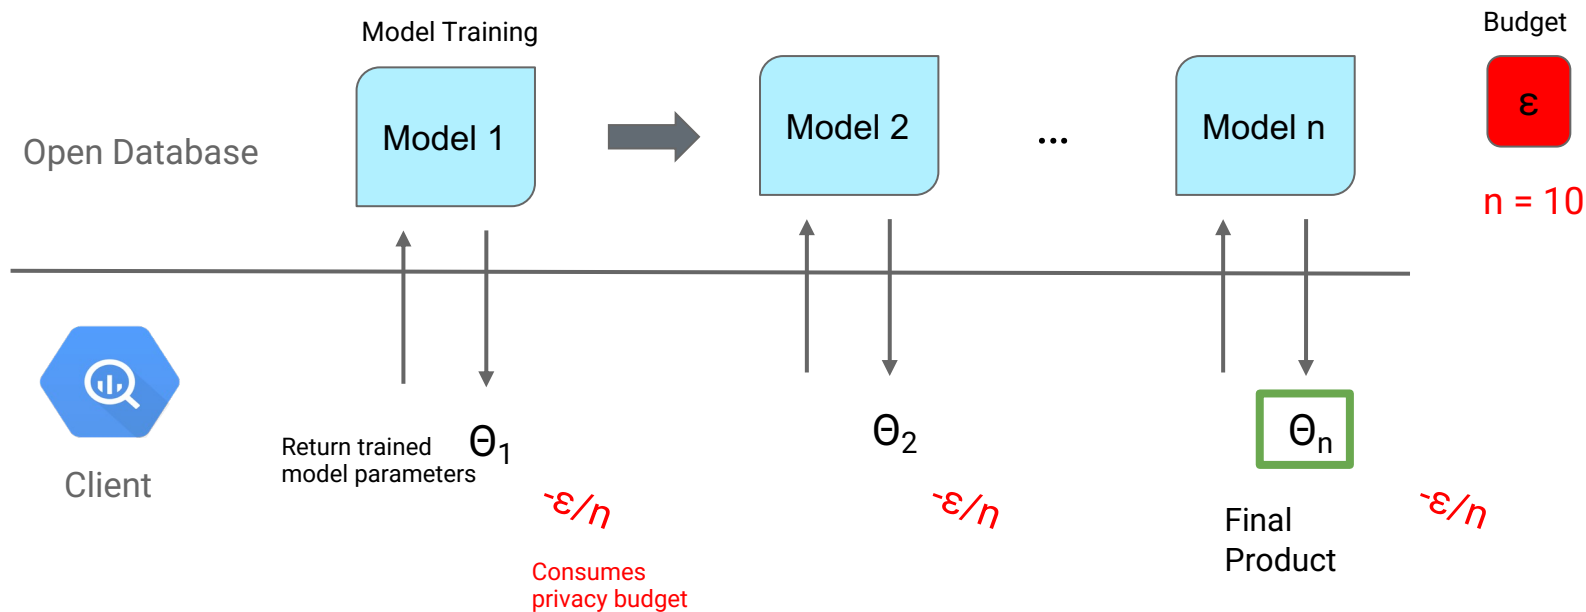 Model Training
Budget
Model 1
Model 2
...
Model n
ε
Open Database
n = 10
Return trained
model parameters
Θ1
Θ2
Θn
Client
-ε/n
-ε/n
-ε/n
Final
Product
Consumes
privacy budget